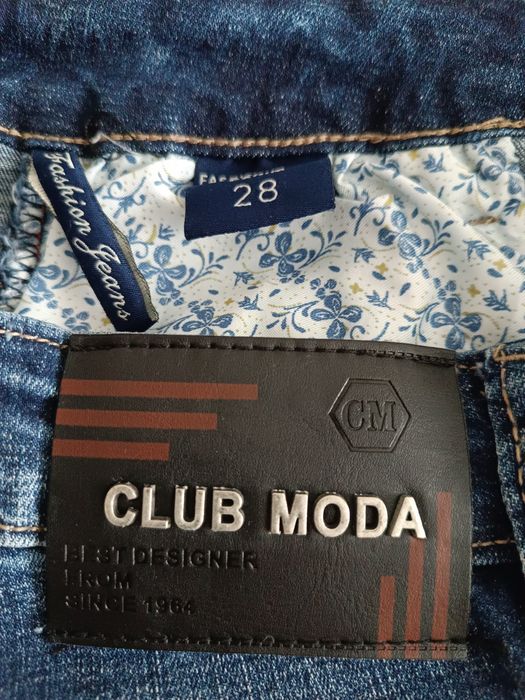 Fashion Jeans
28
CM
CLUB MODA
BEST DESIGNER
FROM
SINCE 1964